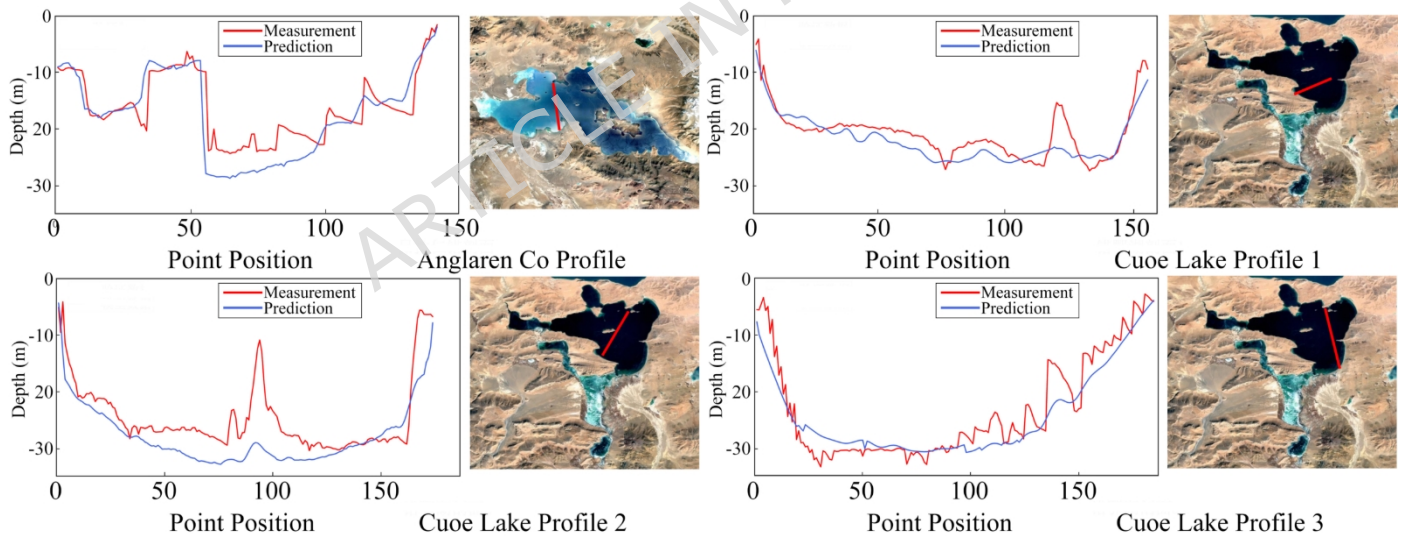 0
-10
20
-30
Depth (m)
Measurement
Prediction
0
50
100
150
Point Position
Anglaren Co Profile
0
-10
20
-30
Depth (m)
Measurement
Prediction
0
50
100
150
Point Position
Cuoe Lake Profile 1
0
-10
20
-30
Depth (m)
Measurement
Prediction
0
50
100
150
Point Position
Cuoe Lake Profile 2
0
-10
20
-30
Depth (m)
Measurement
Prediction
0
50
100
150
Point Position
Cuoe Lake Profile 3
ARTICLE IN